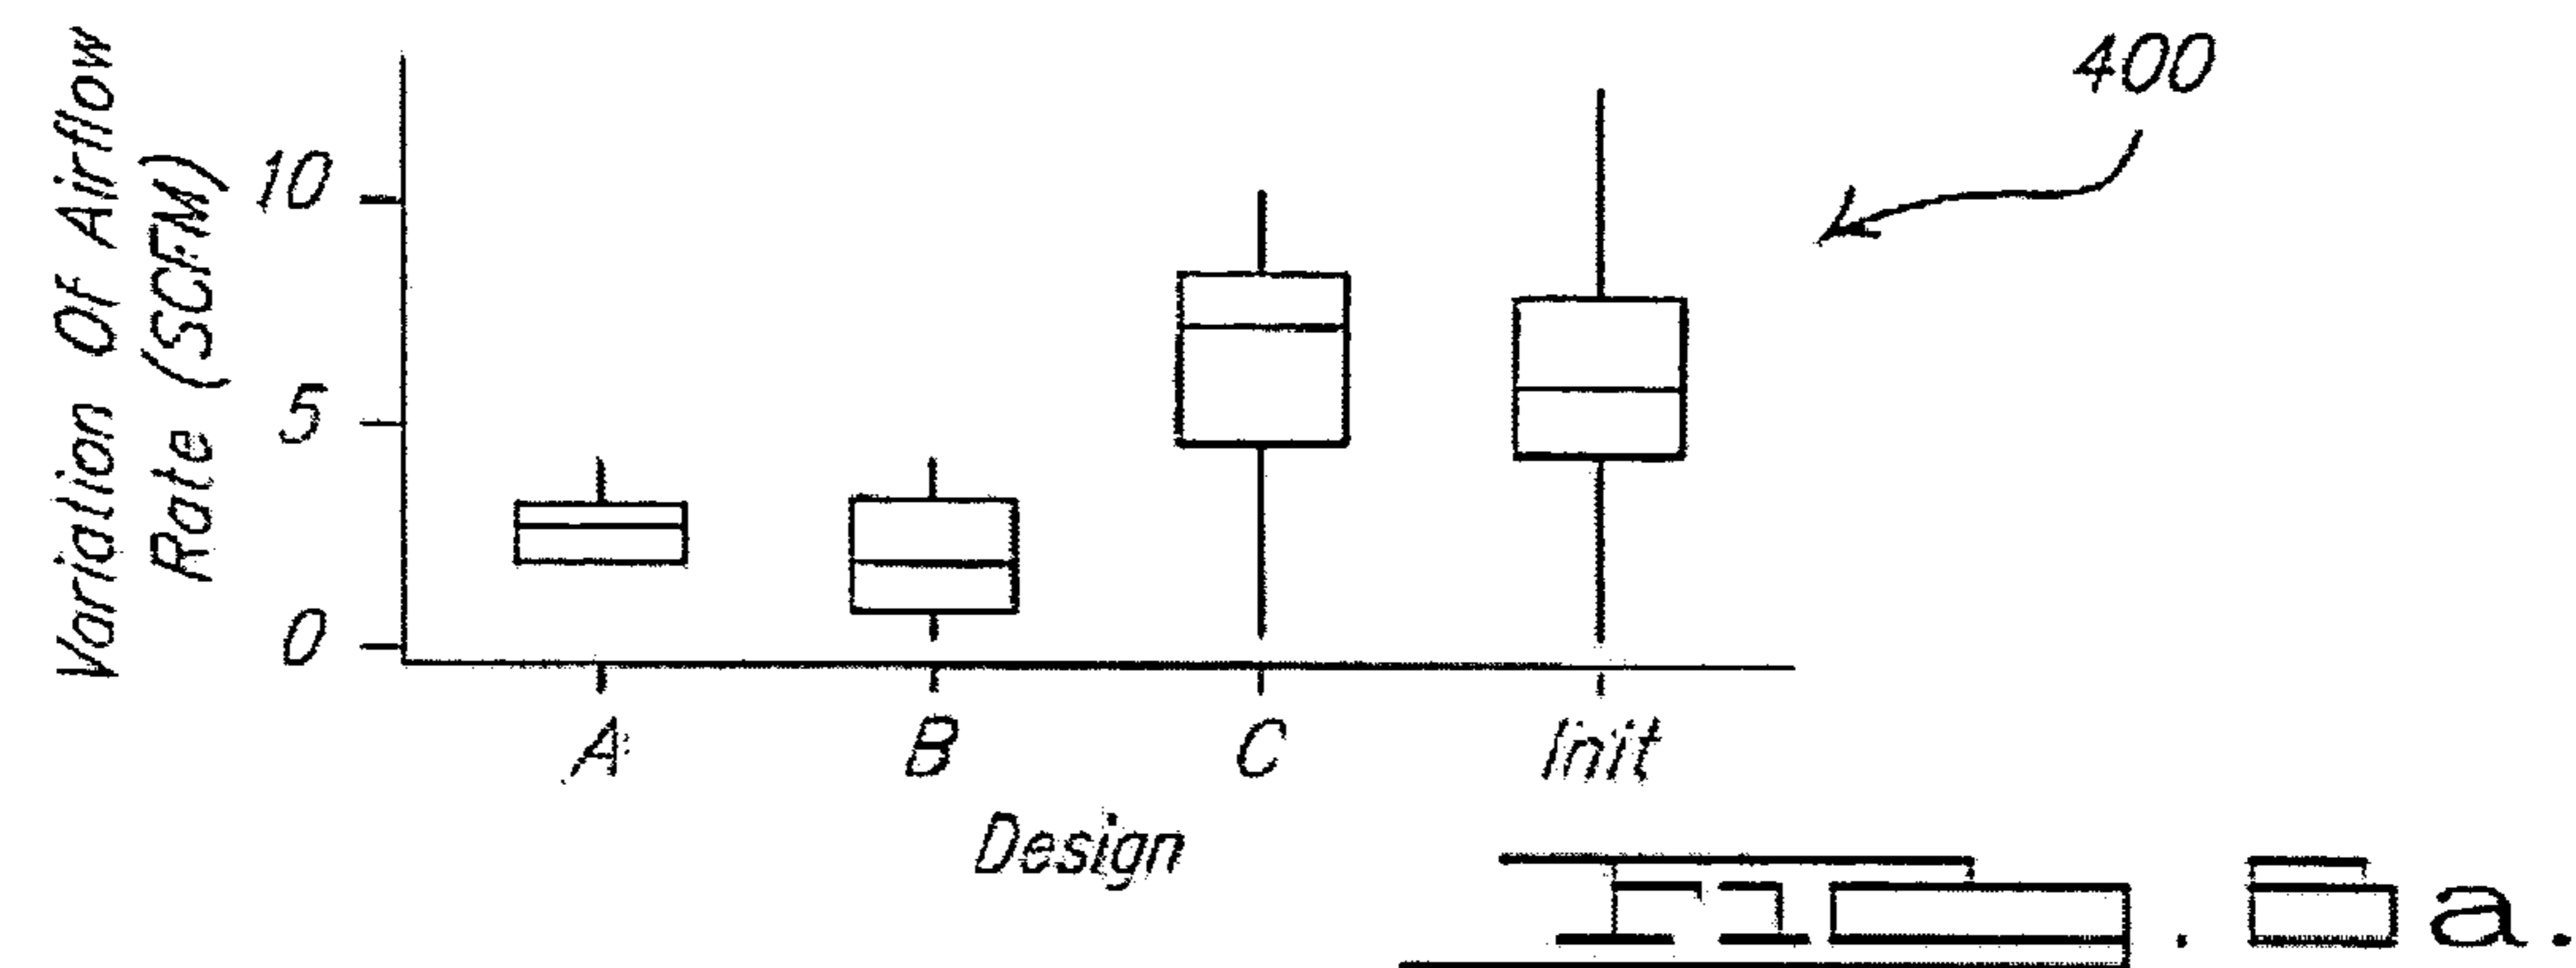 Variation Of Airflow
Rate (SCFM)
400
10
5
0
A
B
C
Init
Design
a.